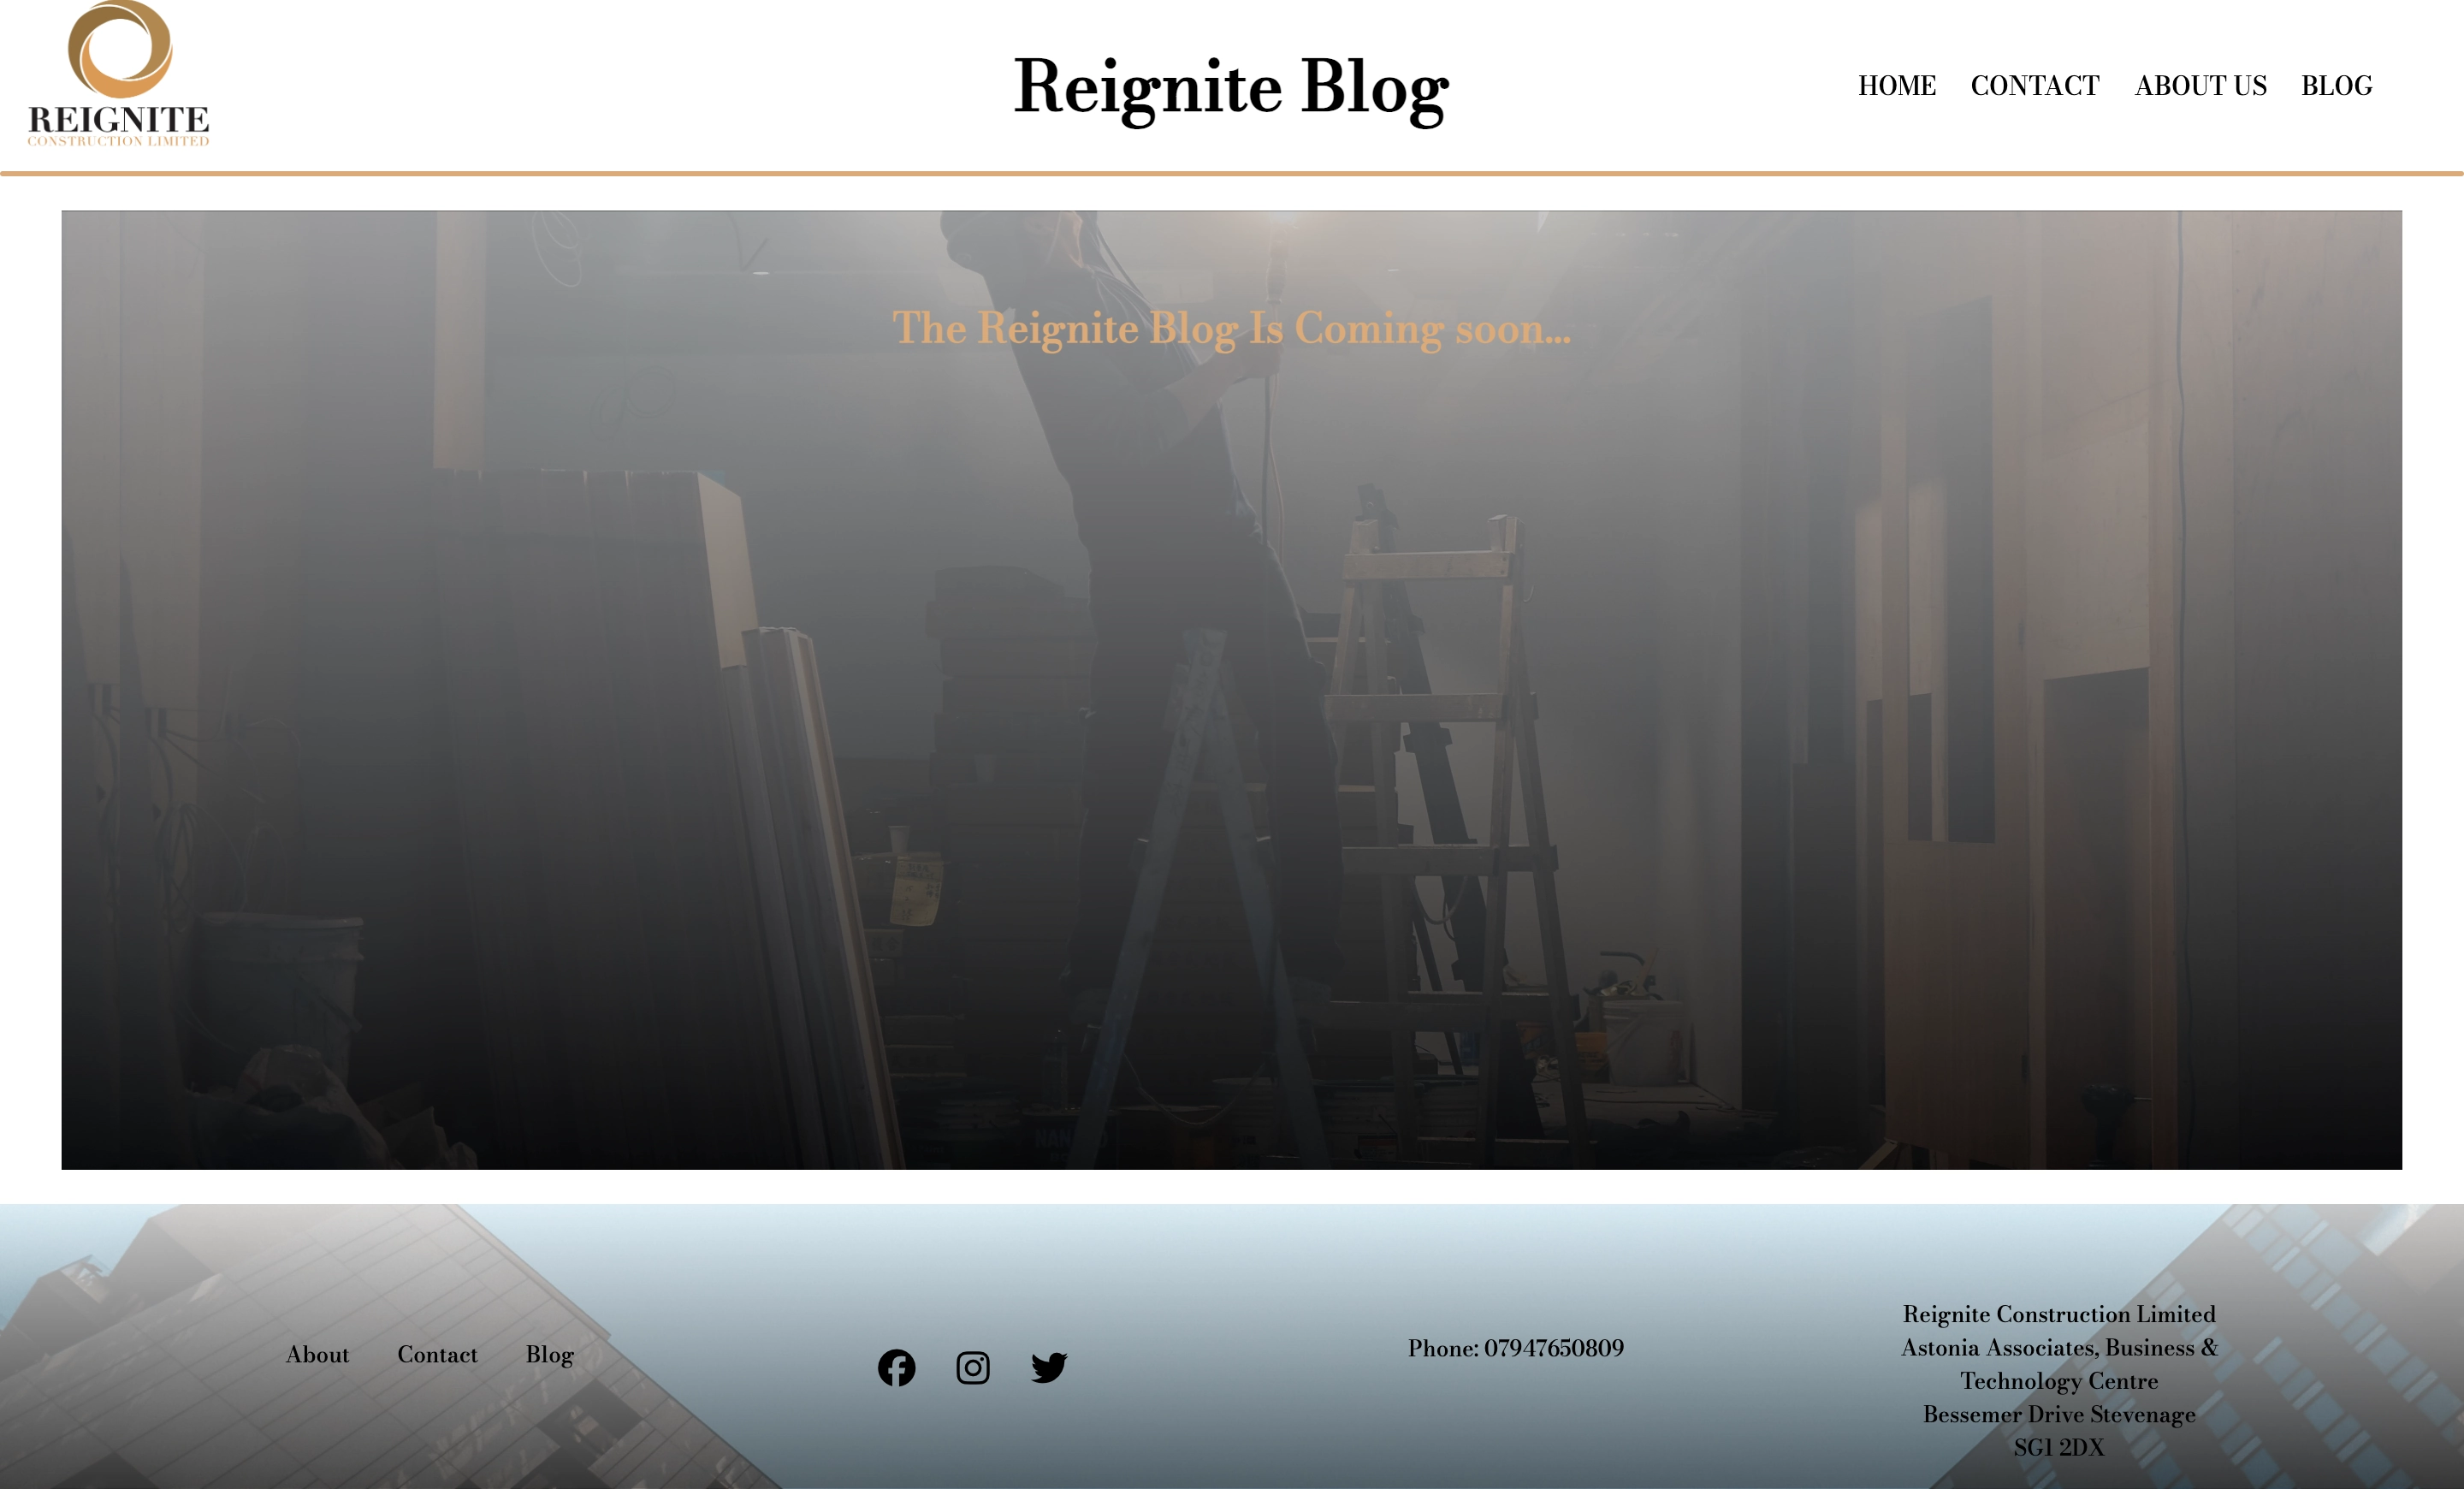 REIGNITE
CONSTRUCTION LIMITED
Reignite Blog
HOME CONTACT ABOUT US BLOG
The Reignite Blog Is Coming soon...
About Contact Blog
Phone: 07947650809
Reignite Construction Limited
Astonia Associates, Business &
Technology Centre
Bessemer Drive Stevenage
SG1 2DX